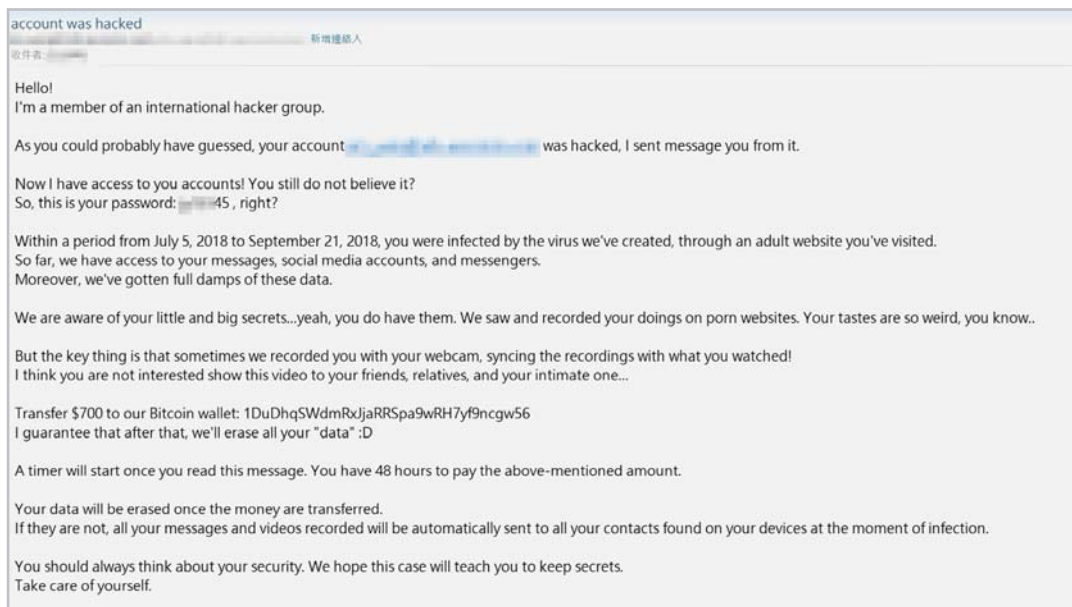 account was hacked
新增連絡人
收件者:
Hello!
I'm a member of an international hacker group.
As you could probably have guessed, your account was hacked, I sent message you from it.
Now I have access to you accounts! You still do not believe it?
So, this is your password: 45 , right?
Within a period from July 5, 2018 to September 21, 2018, you were infected by the virus we've created, through an adult website you've visited.
So far, we have access to your messages, social media accounts, and messengers.
Moreover, we've gotten full damps of these data.
We are aware of your little and big secrets...yeah, you do have them. We saw and recorded your doings on porn websites. Your tastes are so weird, you know..
But the key thing is that sometimes we recorded you with your webcam, syncing the recordings with what you watched!
I think you are not interested show this video to your friends, relatives, and your intimate one...
Transfer $700 to our Bitcoin wallet: 1DuDhqSWdmRxJjaRRSpa9wRH7yf9ncgw56
I guarantee that after that, we'll erase all your "data" :D
A timer will start once you read this message. You have 48 hours to pay the above-mentioned amount.
Your data will be erased once the money are transferred.
If they are not, all your messages and videos recorded will be automatically sent to all your contacts found on your devices at the moment of infection.
You should always think about your security. We hope this case will teach you to keep secrets.
Take care of yourself.